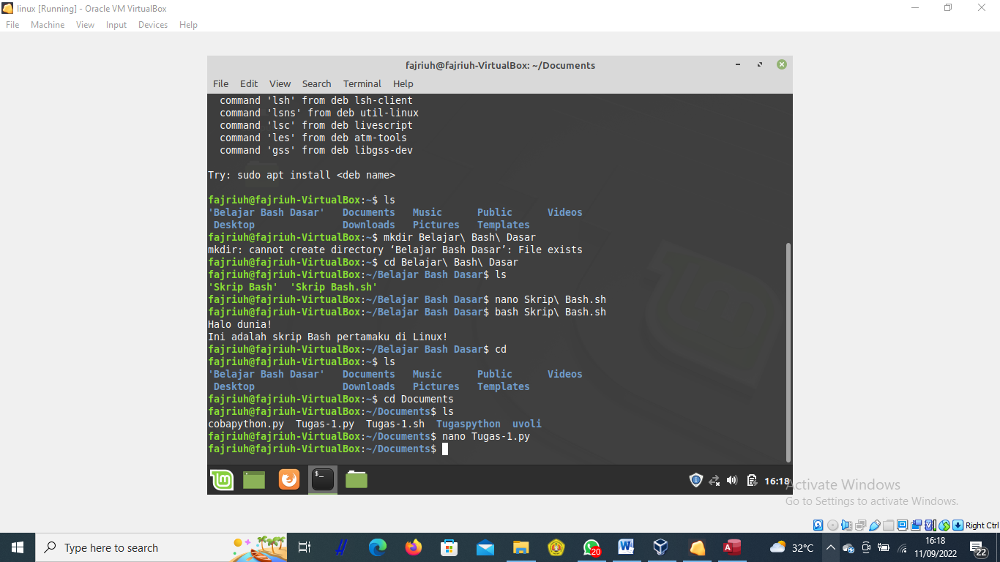 linux [Running] - Oracle VM VirtualBox
File Machine View Input Devices Help
fajriuh@fajriuh-VirtualBox: ~/Documents
File Edit View Search Terminal Help
command 'lsh' from deb lsh-client
command 'lsns' from deb util-linux
command 'lsc' from deb livescript
command 'les' from deb atm-tools
command 'gss' from deb libgss-dev
Try: sudo apt install <deb name>
fajriuh@fajriuh-VirtualBox:~$ ls
'Belajar Bash Dasar' Documents Music Public Videos
Desktop Downloads Pictures Templates
fajriuh@fajriuh-VirtualBox:~$ mkdir Belajar\ Bash\ Dasar
mkdir: cannot create directory ‘Belajar Bash Dasar’: File exists
fajriuh@fajriuh-VirtualBox:~$ cd Belajar\ Bash\ Dasar
fajriuh@fajriuh-VirtualBox:~/Belajar Bash Dasar$ ls
'Skrip Bash' 'Skrip Bash.sh'
fajriuh@fajriuh-VirtualBox:~/Belajar Bash Dasar$ nano Skrip\ Bash.sh
fajriuh@fajriuh-VirtualBox:~/Belajar Bash Dasar$ bash Skrip\ Bash.sh
Halo dunia!
Ini adalah skrip Bash pertamaku di Linux!
fajriuh@fajriuh-VirtualBox:~/Belajar Bash Dasar$ cd
fajriuh@fajriuh-VirtualBox:~$ ls
'Belajar Bash Dasar' Documents Music Public Videos
Desktop Downloads Pictures Templates
fajriuh@fajriuh-VirtualBox:~$ cd Documents
fajriuh@fajriuh-VirtualBox:~/Documents$ ls
cobapython.py Tugas-1.py Tugas-1.sh Tugaspython uvoli
fajriuh@fajriuh-VirtualBox:~/Documents$ nano Tugas-1.py
fajriuh@fajriuh-VirtualBox:~/Documents$
16:18
Activate Windows
Go to Settings to activate Windows.
Right Ctrl
Type here to search
20
32°C
16:18
11/09/2022
22